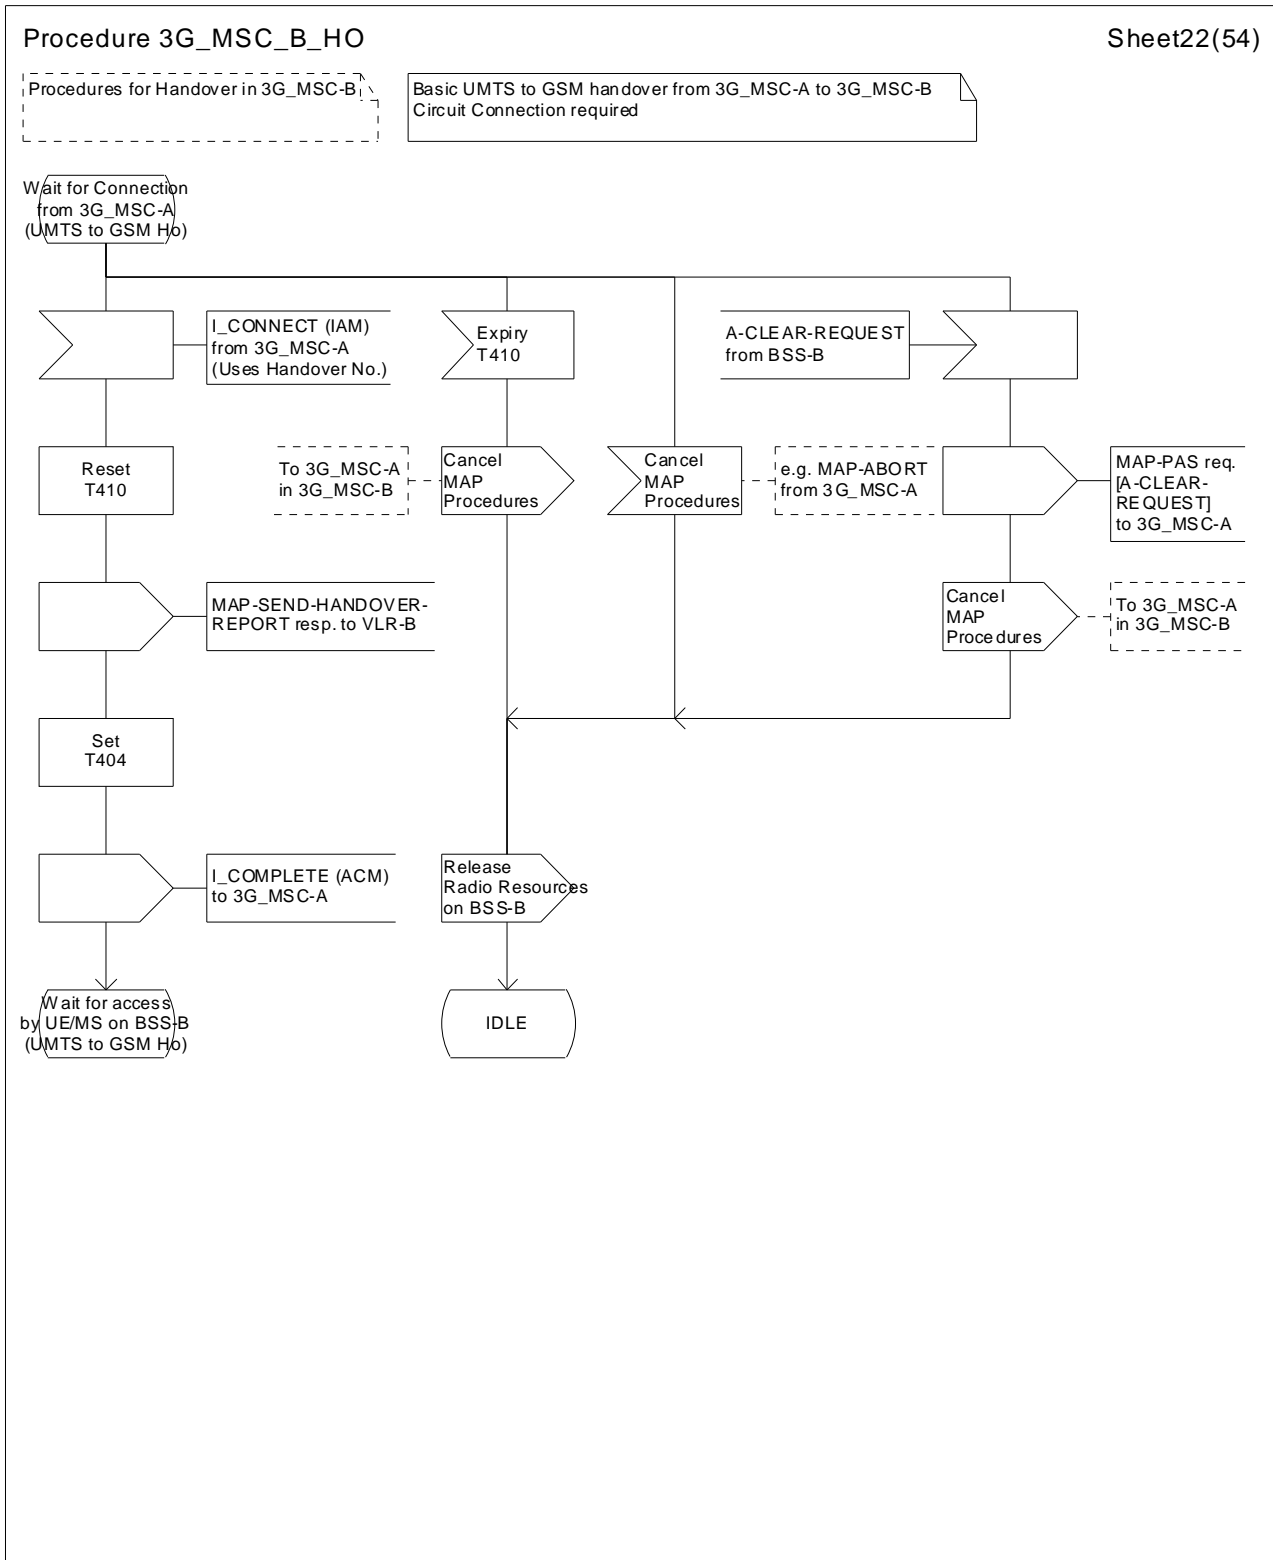 Procedure 3G_MSC_B_HO
Sheet22(54)
Procedures for Handover in 3G_MSC-B
Basic UMTS to GSM handover from 3G_MSC-A to 3G_MSC-B
Circuit Connection required
Wait for Connection
from 3G_MSC-A
(UMTS to GSM Ho)
I_CONNECT (IAM)
from 3G_MSC-A
(Uses Handover No.)
Expiry
T410
A-CLEAR-REQUEST
from BSS-B
Reset
T410
To 3G_MSC-A
in 3G_MSC-B
Cancel
MAP
Procedures
Cancel
MAP
Procedures
e.g. MAP-ABORT
from 3G_MSC-A
MAP-PAS req.
[A-CLEAR-
REQUEST]
to 3G_MSC-A
MAP-SEND-HANDOVER-
REPORT resp. to VLR-B
Cancel
MAP
Procedures
To 3G_MSC-A
in 3G_MSC-B
Set
T404
I_COMPLETE (ACM)
to 3G_MSC-A
Release
Radio Resources
on BSS-B
Wait for access
by UE/MS on BSS-B
(UMTS to GSM Ho)
IDLE